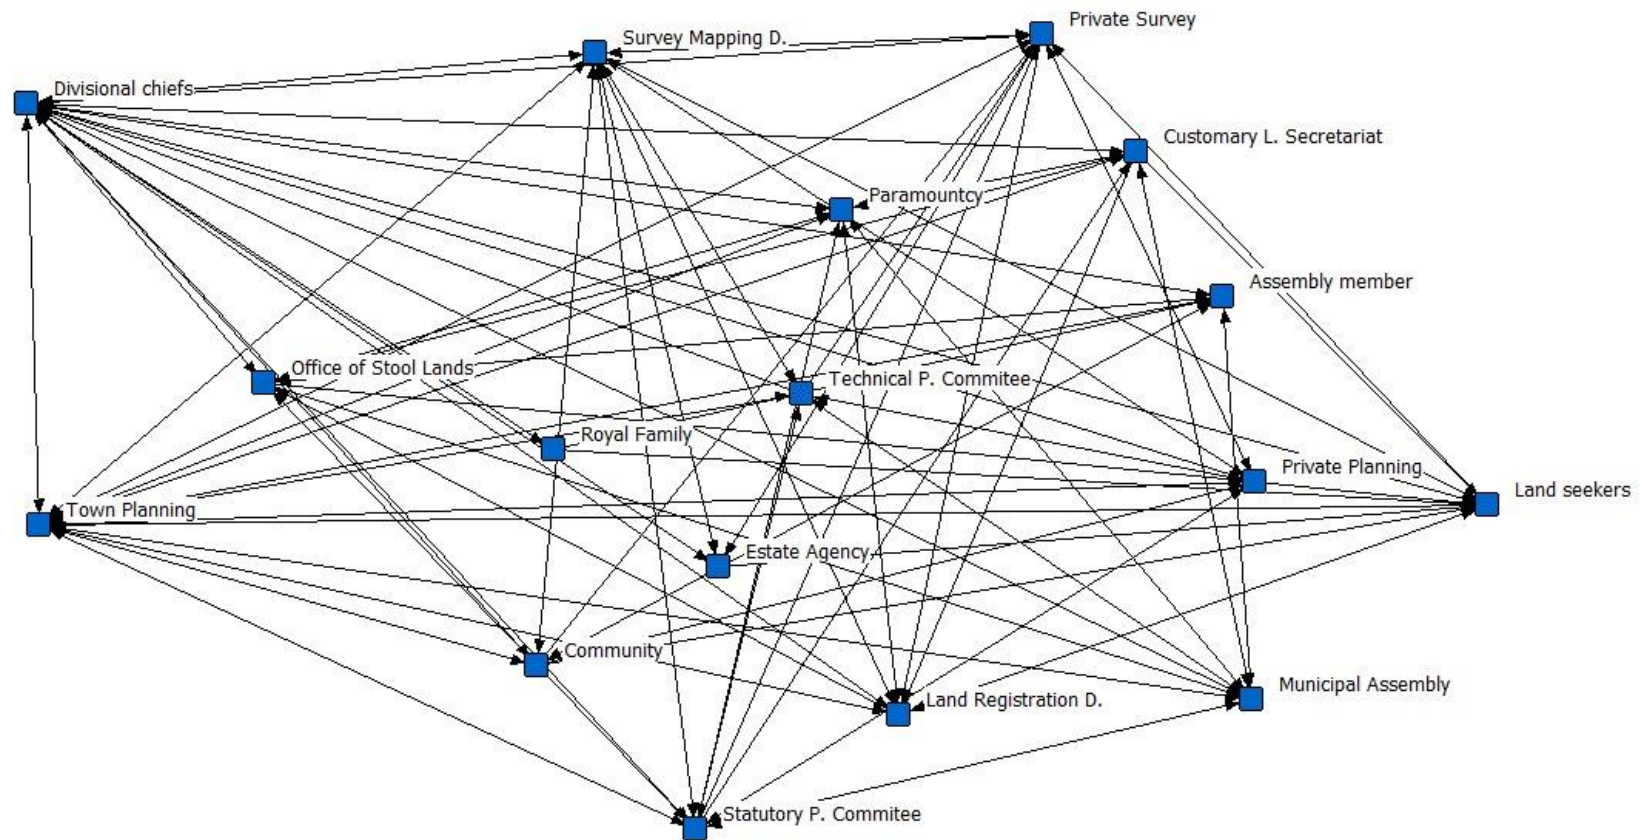 Private Survey
Survey Mapping D.
Divisional chiefs
Customary L. Secretariat
Paramountcy
Assembly member
Office of Stool Lands
Technical P. Commitee
Royal Family
Private Planning
Land seekers
Town Planning
Estate Agency
Community
Municipal Assembly
Land Registration D.
Statutory P. Commitee